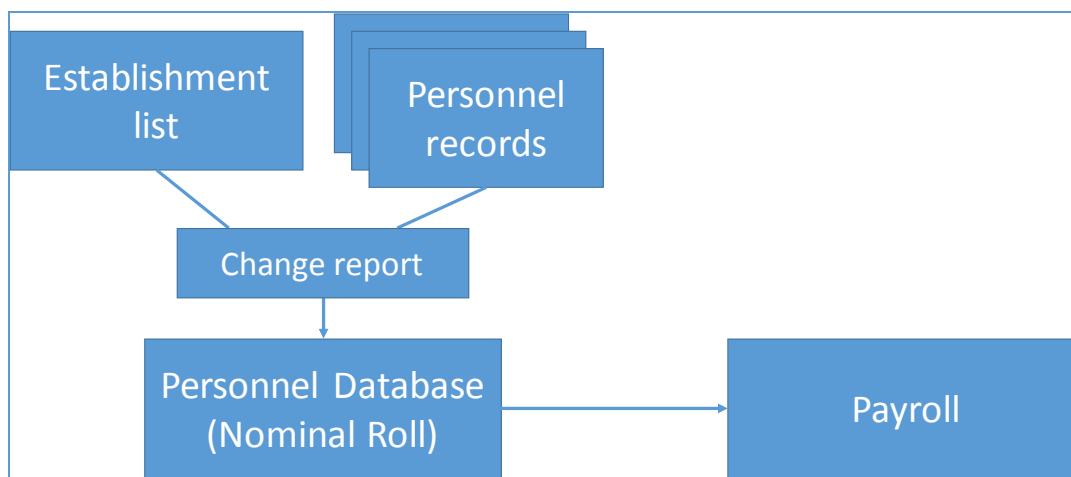 Establishment
list
Personnel
records
Change report
Personnel Database
(Nominal Roll)
Payroll